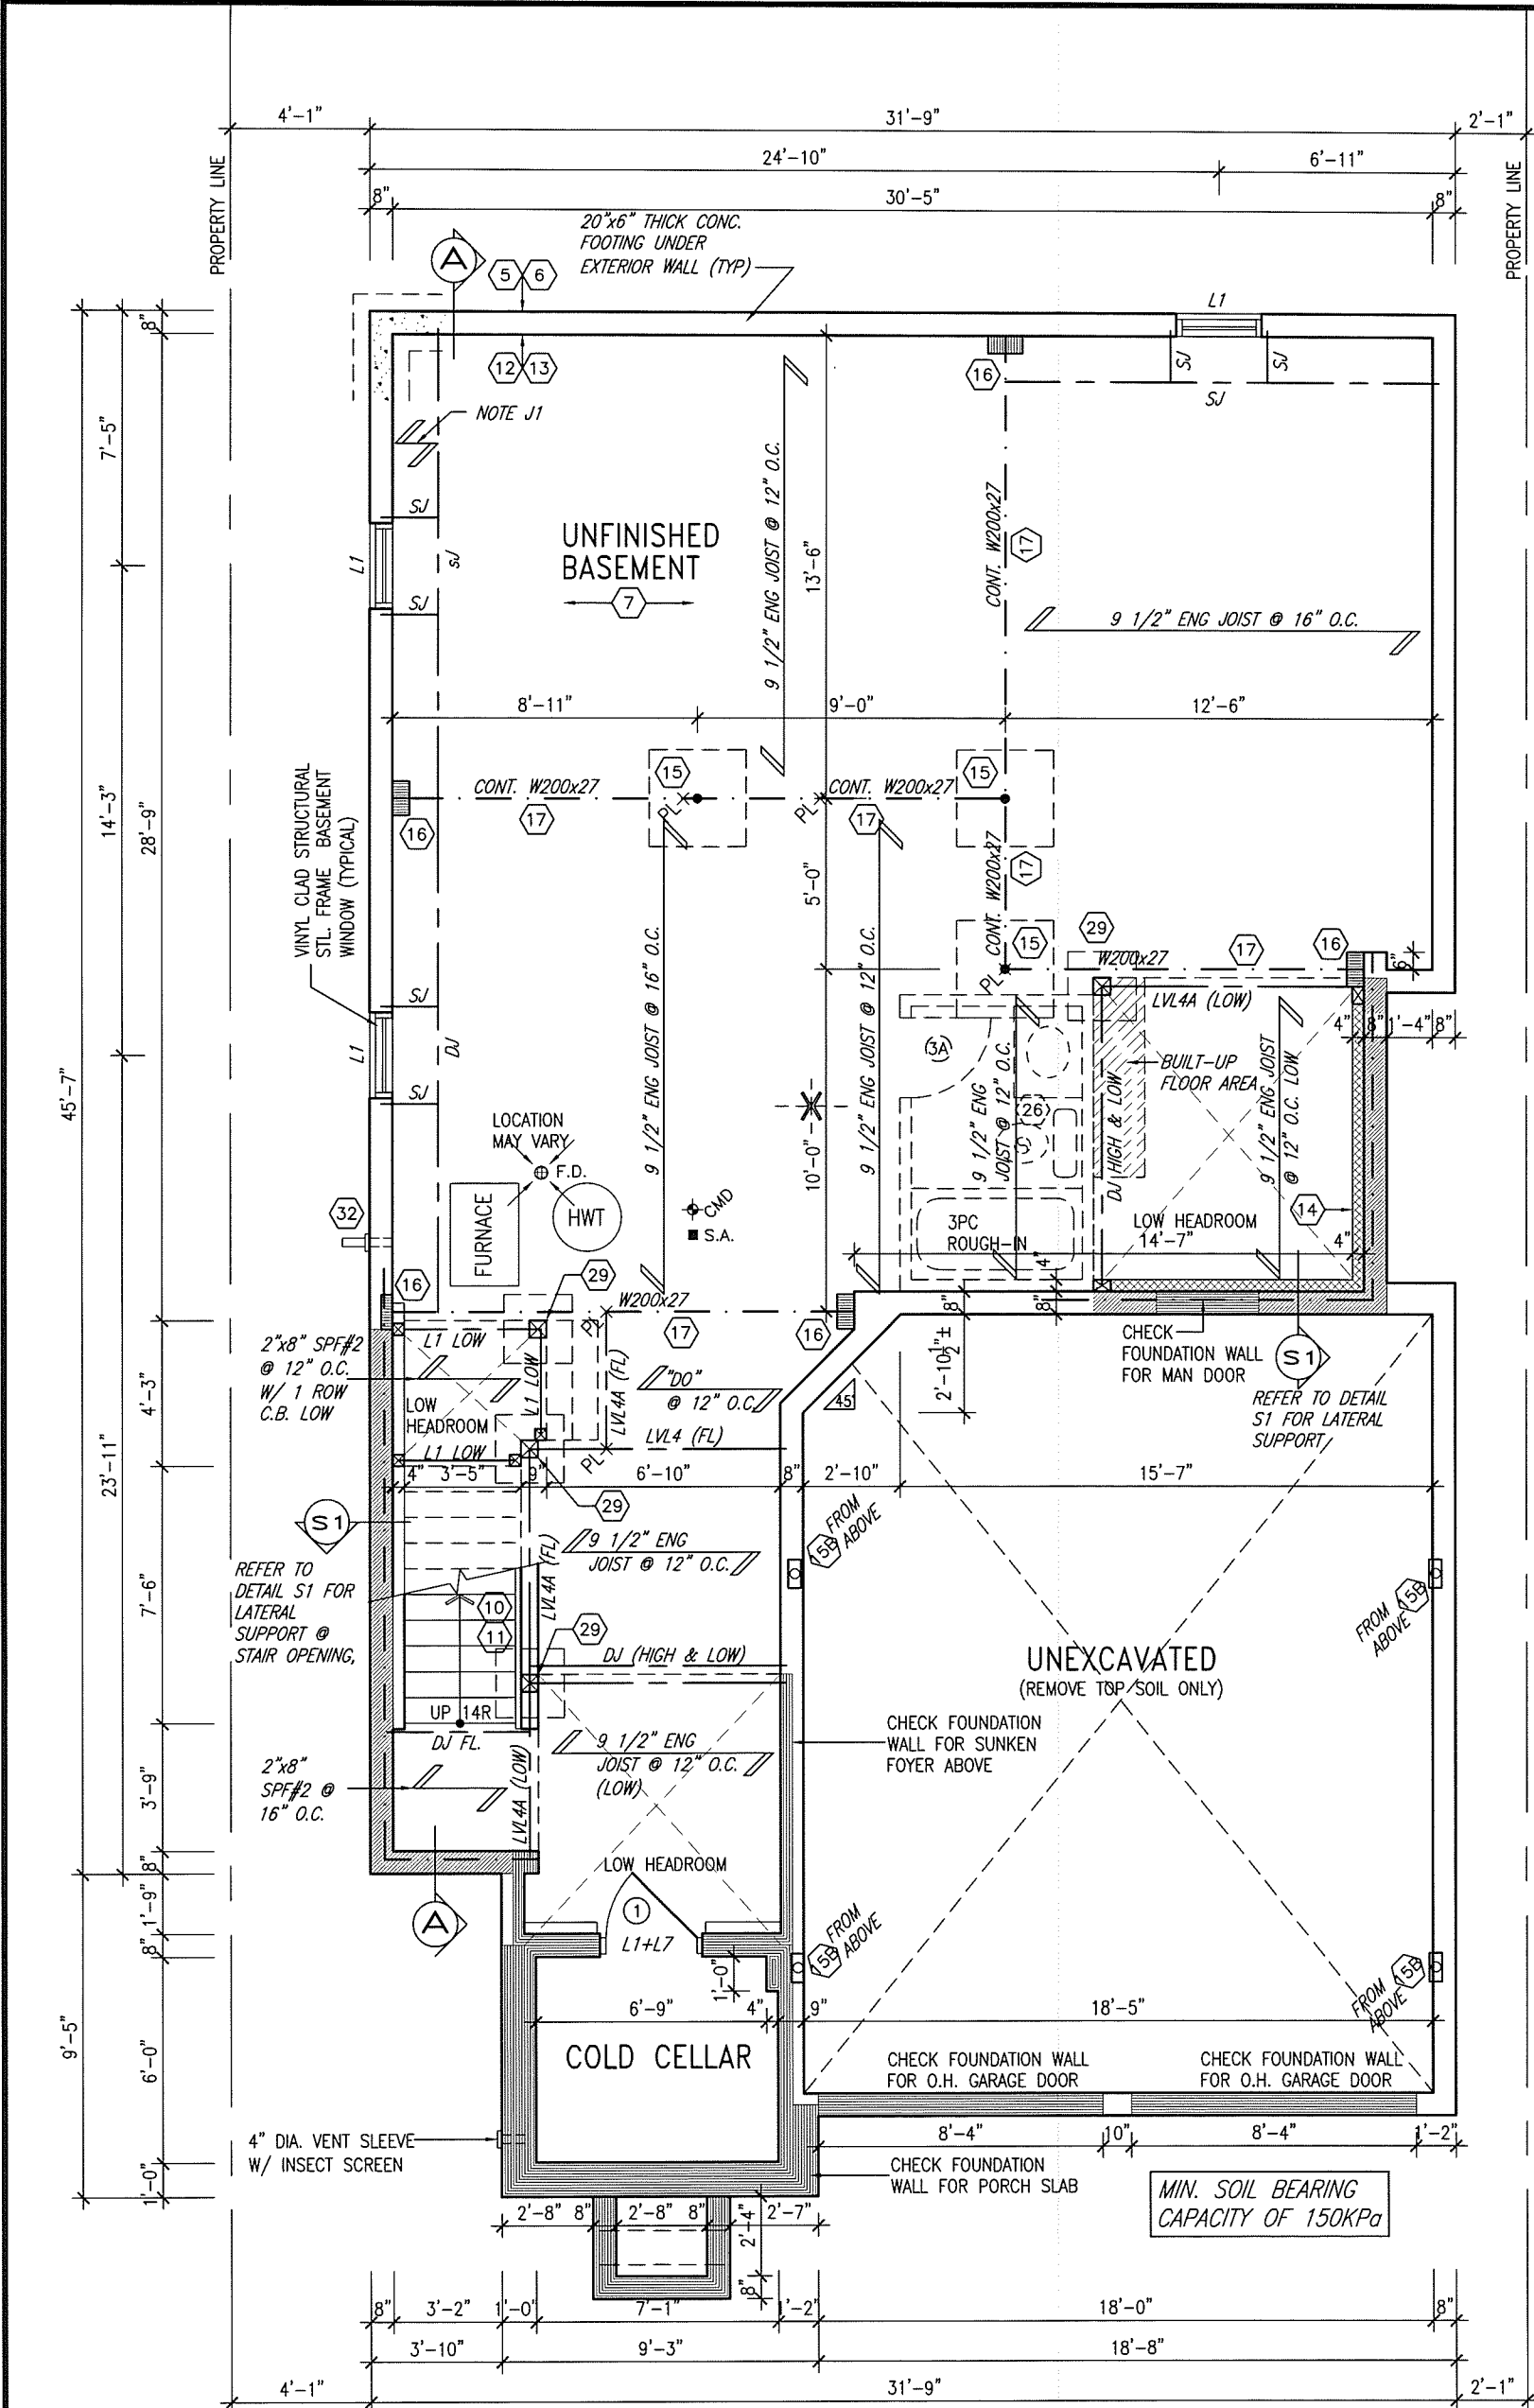 4'-1"
31'-9"
2'-1"
PROPERTY LINE
PROPERTY LINE
24'-10"
6'-11"
8"
30'-5"
8"
20"x6" THICK CONC.
FOOTING UNDER
EXTERIOR WALL (TYP)
A
5
6
L1
8"
12
13
16
SJ
SJ
SJ
NOTE J1
7'-5"
SJ
UNFINISHED
BASEMENT
7
9 1/2" ENG JOIST @ 12" O.C.
13'-6"
CONT. W200x27
17
L1
SJ
SJ
9 1/2" ENG JOIST @ 16" O.C.
8'-11"
9'-0"
12'-6"
14'-3"
28'-9"
VINYL CLAD STRUCTURAL
STL. FRAME BASEMENT
WINDOW (TYPICAL)
CONT. W200x27
15
15
16
17
PL
PL
CONT. W200x27
17
CONT. W200x27
17
5'-0"
15
29
W200x27
17
16
6"
PL
LVL4A (LOW)
4"
8"
1'-4"
8"
SJ
L1
DJ
SJ
45'-7"
9 1/2" ENG JOIST @ 16" O.C.
9 1/2" ENG JOIST @ 12" O.C.
3A
9 1/2" ENG
JOIST @ 12" O.C.
26
DJ HIGH & LOW
BUILT-UP
FLOOR AREA
9 1/2" ENG JOIST
@ 12" O.C. LOW
LOCATION
MAY VARY
F.D.
10'-0"
32
FURNACE
HWT
CMD
S.A.
3PC
ROUGH-IN
LOW HEADROOM
14'-7"
4"
14
4"
16
29
W200x27
17
16
8"
8"
PL
2"x8" SPF#2
@ 12" O.C.
W/ 1 ROW
C.B. LOW
L1 LOW
L1 LOW
LOW
HEADROOM
L1 LOW
LVL4A (FL)
"DO"
@ 12" O.C.
LVL4 (FL)
PL
45°
2'-10 1/2"±
CHECK
FOUNDATION WALL
FOR MAN DOOR
S1
REFER TO DETAIL
S1 FOR LATERAL
SUPPORT
4'-3"
23'-11"
4"
3'-5"
9"
6'-10"
8"
2'-10"
15'-7"
S1
29
REFER TO
DETAIL S1 FOR
LATERAL
SUPPORT @
STAIR OPENING,
9 1/2" ENG
JOIST @ 12" O.C.
LVL4A (FL)
15B
FROM
ABOVE
FROM
ABOVE
15B
7'-6"
10
11
29
DJ (HIGH & LOW)
UNEXCAVATED
(REMOVE TOP SOIL ONLY)
UP 14R
DJ FL.
9 1/2" ENG
JOIST @ 12" O.C.
(LOW)
CHECK FOUNDATION
WALL FOR SUNKEN
FOYER ABOVE
2"x8"
SPF#2 @
16" O.C.
LVL4A (LOW)
3'-9"
8"
1'-9"
8"
LOW HEADROOM
A
1
L1+L7
15B
FROM
ABOVE
FROM
ABOVE
15B
1'-0"
6'-9"
4"
9"
18'-5"
COLD CELLAR
9'-5"
6'-0"
CHECK FOUNDATION WALL
FOR O.H. GARAGE DOOR
CHECK FOUNDATION WALL
FOR O.H. GARAGE DOOR
8'-4"
10"
8'-4"
1'-2"
4" DIA. VENT SLEEVE
W/ INSECT SCREEN
1'-0"
CHECK FOUNDATION
WALL FOR PORCH SLAB
MIN. SOIL BEARING
CAPACITY OF 150KPa
2'-8"
8"
2'-8"
8"
2'-4"
2'-7"
8"
8"
3'-2"
1'-0"
7'-1"
1'-2"
18'-0"
8"
3'-10"
9'-3"
18'-8"
4'-1"
31'-9"
2'-1"